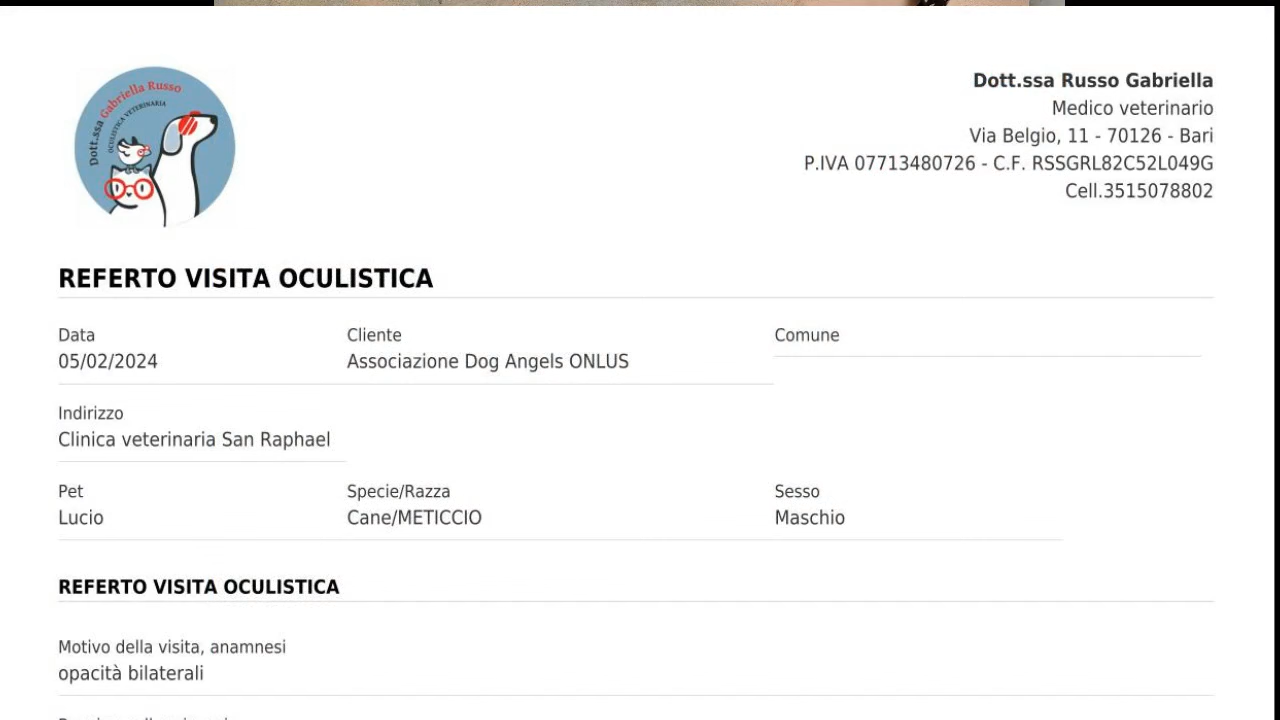 Dott.ssa Gabriella Russo
OCULISTICA VETERINARIA
Dott.ssa Russo Gabriella
Medico veterinario
Via Belgio, 11 - 70126 - Bari
P.IVA 07713480726 - C.F. RSSGRL82C52L049G
Cell.3515078802
REFERTO VISITA OCULISTICA
Data
05/02/2024
Cliente
Associazione Dog Angels ONLUS
Comune
Indirizzo
Clinica veterinaria San Raphael
Pet
Lucio
Specie/Razza
Cane/METICCIO
Sesso
Maschio
REFERTO VISITA OCULISTICA
Motivo della visita, anamnesi
opacità bilaterali